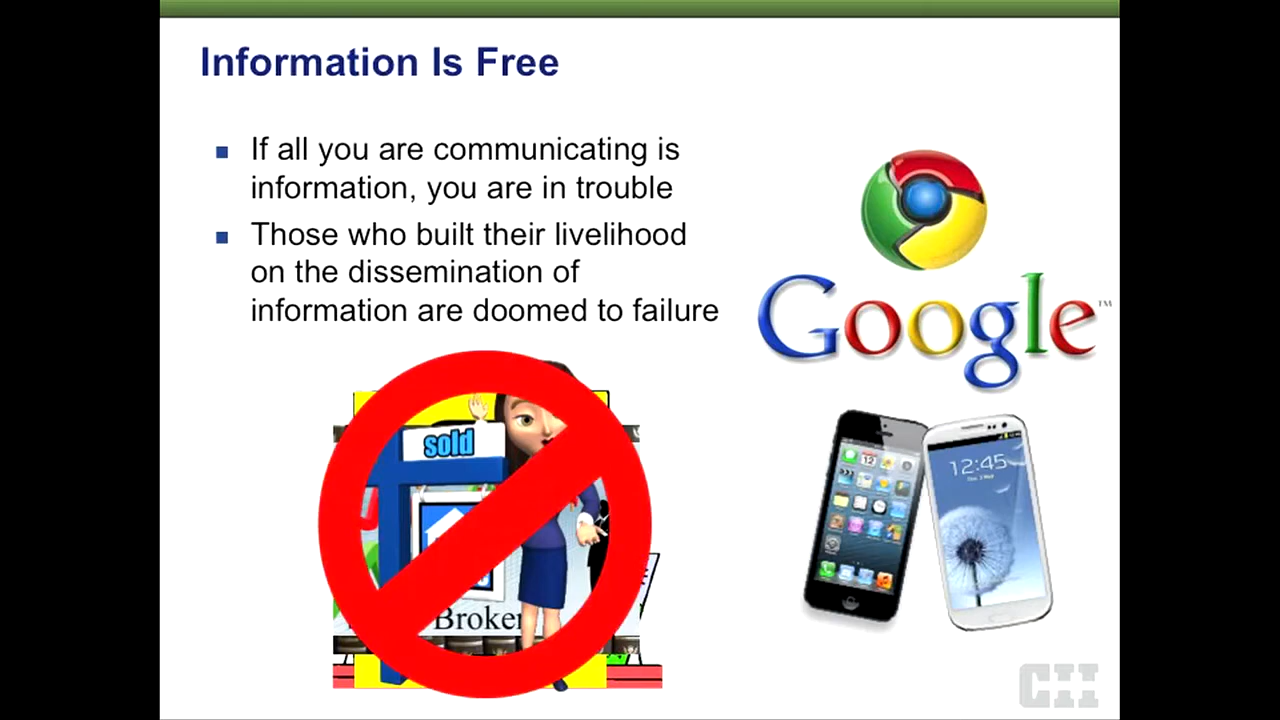 Information Is Free
If all you are communicating is
information, you are in trouble
Those who built their livelihood
on the dissemination of
information are doomed to failure
Google™
sold
Broker
12:45
CII